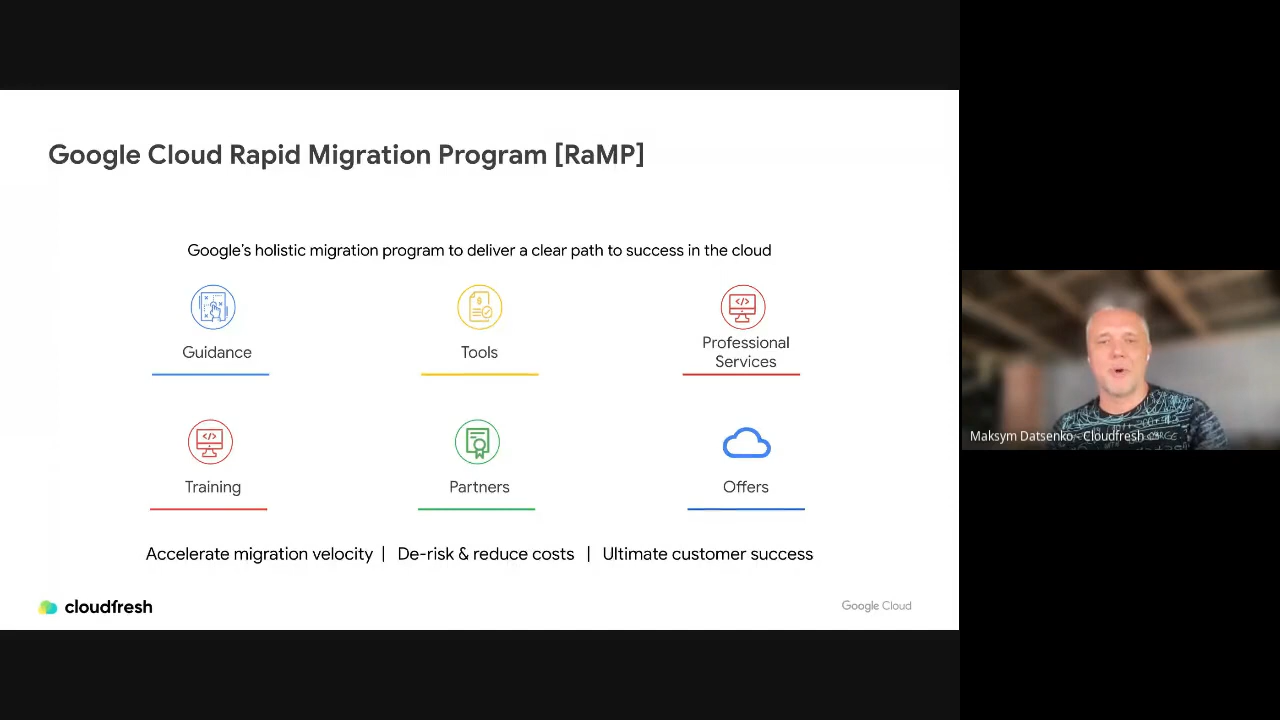 Google Cloud Rapid Migration Program [RaMP]
Google's holistic migration program to deliver a clear path to success in the cloud
Guidance
Tools
Professional
Services
Training
Partners
Offers
Accelerate migration velocity | De-risk & reduce costs | Ultimate customer success
cloudfresh
Google Cloud
Maksym Datsenko - Cloudfresh